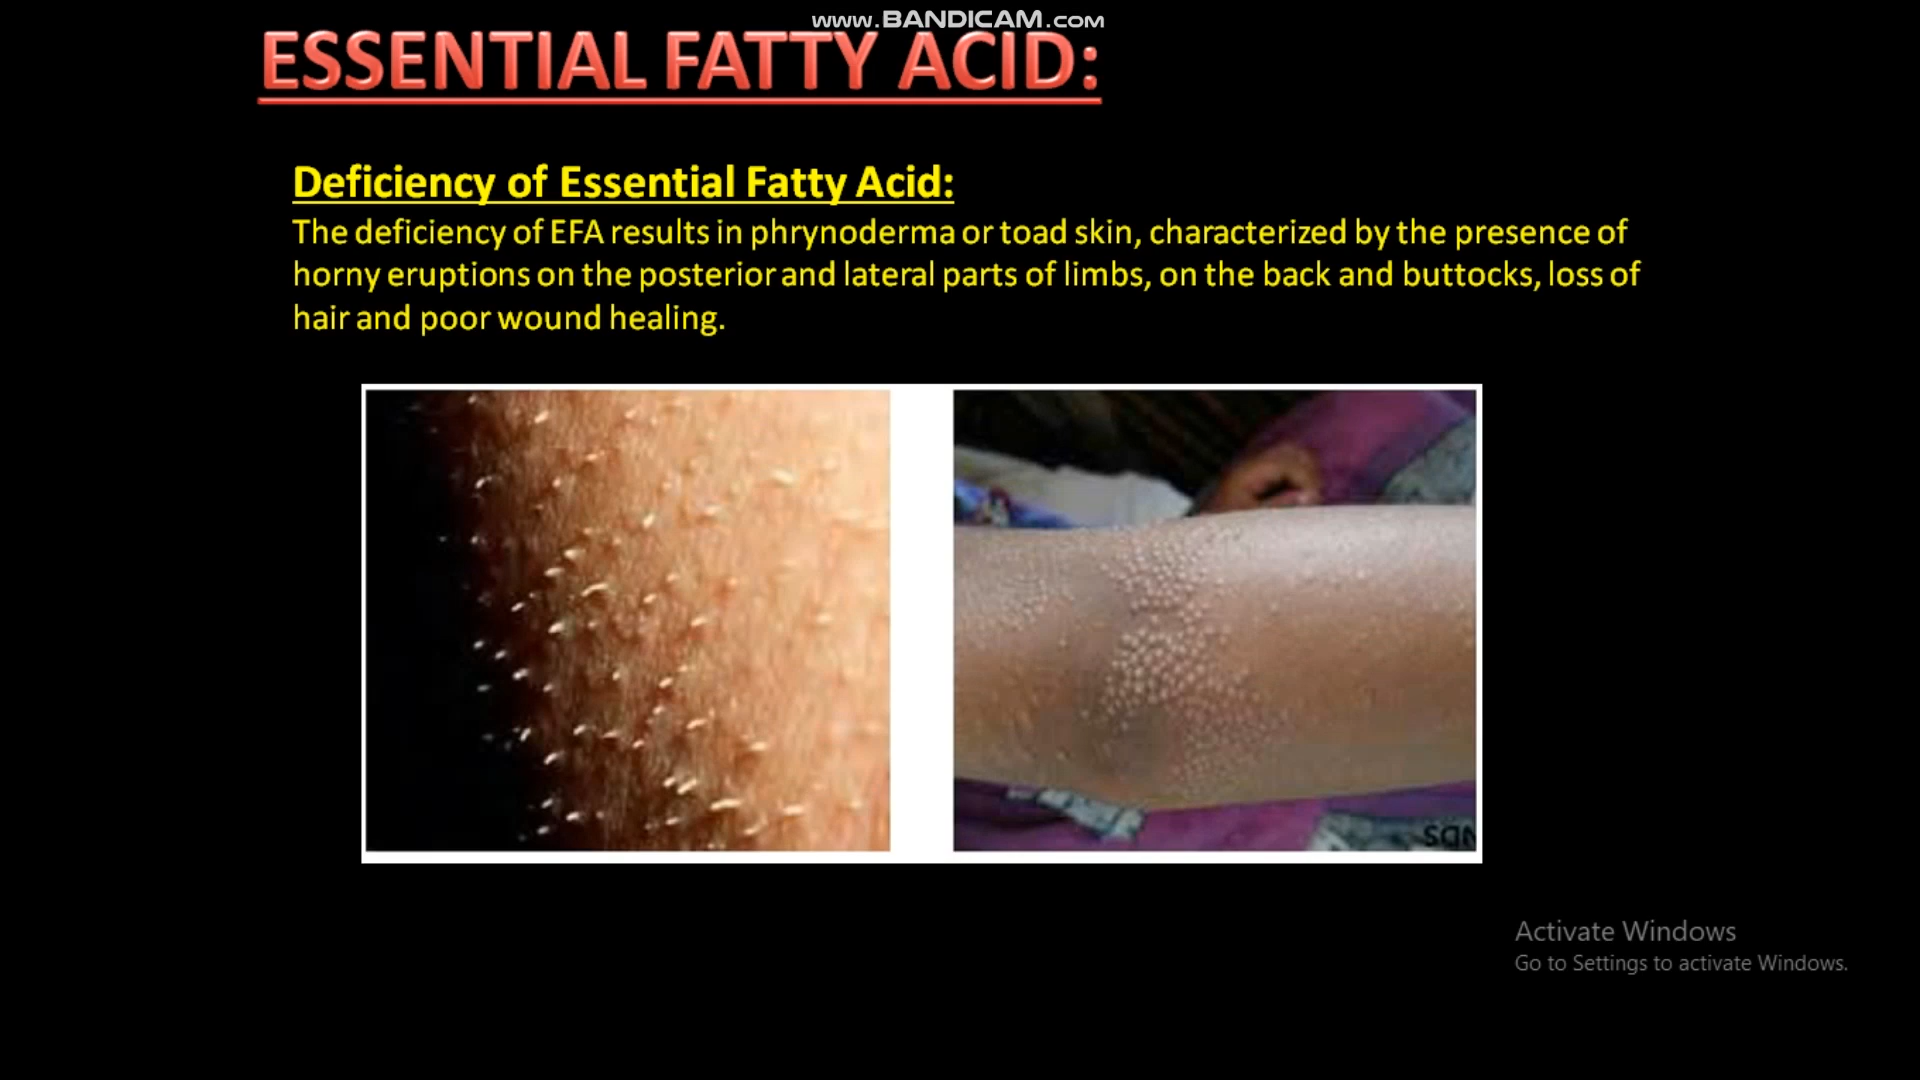 www.BANDICAM.com
ESSENTIAL FATTY ACID:
Deficiency of Essential Fatty Acid:
The deficiency of EFA results in phrynoderma or toad skin, characterized by the presence of
horny eruptions on the posterior and lateral parts of limbs, on the back and buttocks, loss of
hair and poor wound healing.
Activate Windows
Go to Settings to activate Windows.